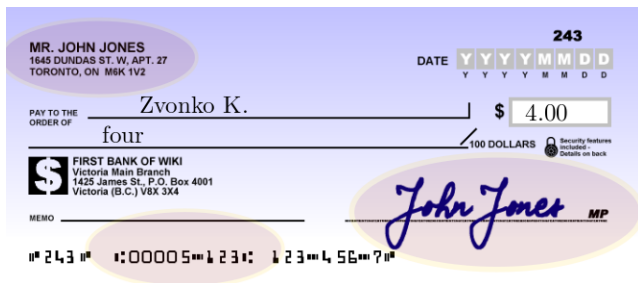 243
MR. JOHN JONES
1645 DUNDAS ST. W, APT. 27
TORONTO, ON M6K 1V2
DATE Y Y Y Y M M D D
Y Y Y Y M M D D
PAY TO THE ORDER OF Zvonko K. $ 4.00
four /100 DOLLARS
Security features included - Details on back
$
FIRST BANK OF WIKI
Victoria Main Branch
1425 James St., P.O. Box 4001
Victoria (B.C.) V8X 3X4
MEMO John Jones MP
⑈243⑈ ⑆00005⑉123⑆ 123⑉456⑉7⑈